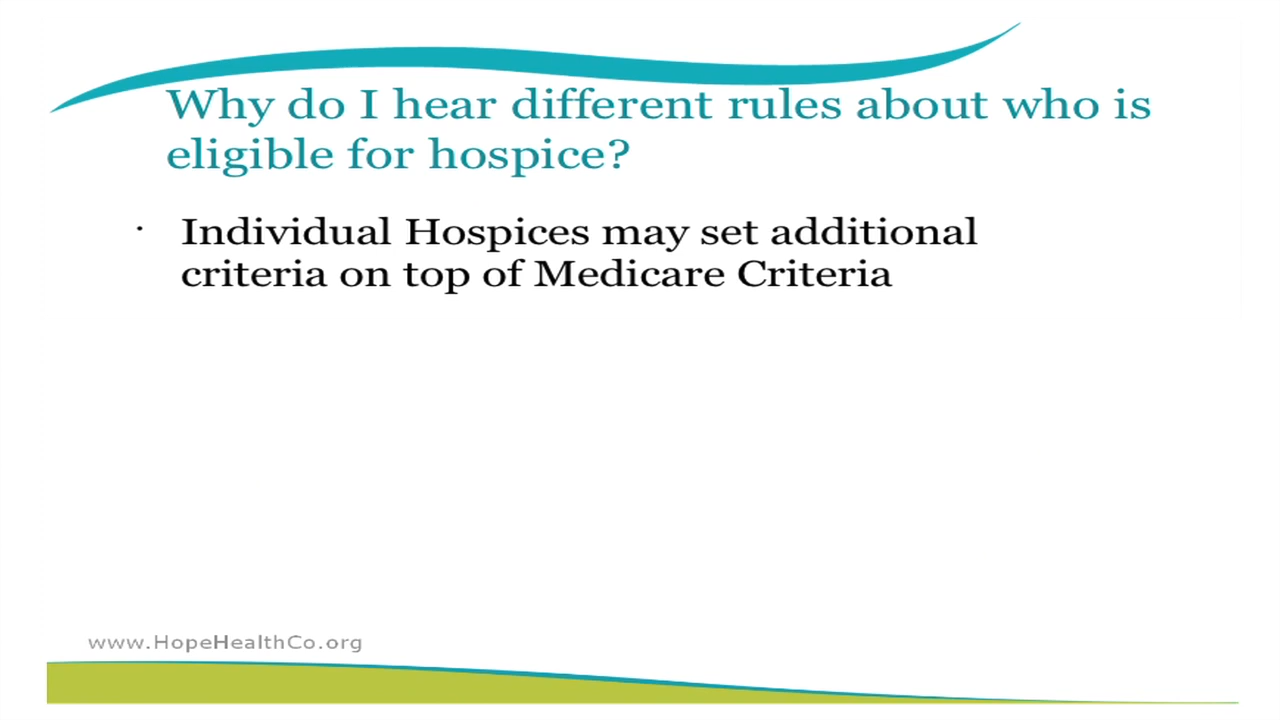 Why do I hear different rules about who is
eligible for hospice?
· Individual Hospices may set additional
criteria on top of Medicare Criteria
www.HopeHealthCo.org